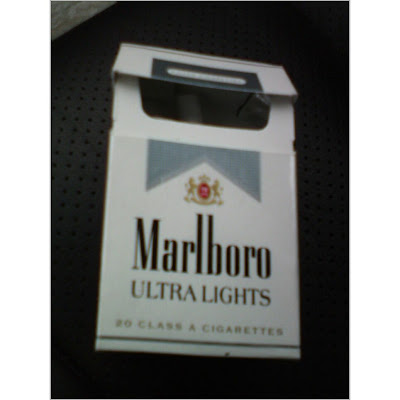 Marlboro
ULTRA LIGHTS
20 CLASS A CIGARETTES